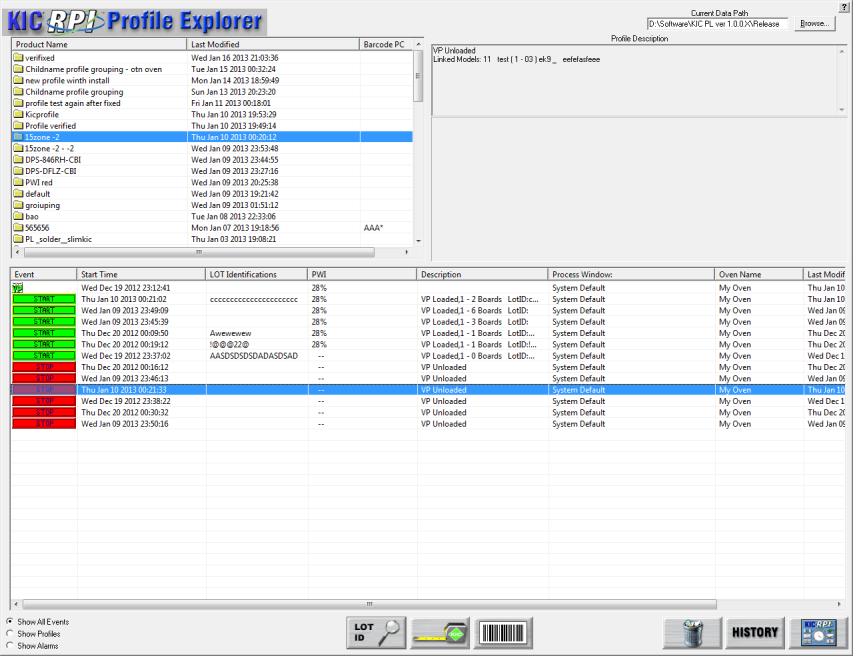 KIC RPI Profile Explorer
?
Current Data Path
D:\Software\KIC PL ver 1.0.0.X\Release Browse...
Profile Description
Product Name Last Modified Barcode PC
verifixed Wed Jan 16 2013 21:03:36
Childname profile grouping - otn oven Tue Jan 15 2013 00:32:24
new profile winth install Mon Jan 14 2013 18:59:49
Childname profile grouping Sun Jan 13 2013 20:23:20
profile test again after fixed Fri Jan 11 2013 00:18:01
Kicprofile Thu Jan 10 2013 19:53:29
Profile verified Thu Jan 10 2013 19:49:14
15zone -2 Thu Jan 10 2013 00:20:12
15zone -2 - -2 Wed Jan 09 2013 23:53:48
DPS-846RH-CBI Wed Jan 09 2013 23:44:55
DPS-DFLZ-CBI Wed Jan 09 2013 23:27:16
PWI red Wed Jan 09 2013 20:25:38
default Wed Jan 09 2013 19:21:42
groiuping Wed Jan 09 2013 01:51:12
bao Tue Jan 08 2013 22:33:06
565656 Mon Jan 07 2013 19:18:56 AAA*
PL _solder__slimkic Thu Jan 03 2013 19:08:21
VP Unloaded
Linked Models: 11 test ( 1 - 03 ) ek9 _ eefefasfeee
Event Start Time LOT Identifications PWI Description Process Window: Oven Name Last Modif
Wed Dec 19 2012 23:12:41 28% System Default My Oven Thu Jan 10
START Thu Jan 10 2013 00:21:02 cccccccccccccccccccccc 28% VP Loaded,1 - 2 Boards LotID:c... System Default My Oven Thu Jan 10
START Wed Jan 09 2013 23:49:09 28% VP Loaded,1 - 6 Boards LotID: System Default My Oven Wed Jan 09
START Wed Jan 09 2013 23:45:39 28% VP Loaded,1 - 3 Boards LotID: System Default My Oven Wed Jan 09
START Thu Dec 20 2012 00:09:50 Awewewew 28% VP Loaded,1 - 1 Boards LotID:... System Default My Oven Thu Dec 20
START Thu Dec 20 2012 00:19:12 !@@@22@ 28% VP Loaded,1 - 1 Boards LotID:!... System Default My Oven Thu Dec 20
START Wed Dec 19 2012 23:37:02 AASDSDSDSDADASDSAD -- VP Loaded,1 - 0 Boards LotID:... System Default My Oven Wed Dec 1
STOP Thu Dec 20 2012 00:16:12 -- VP Unloaded System Default My Oven Thu Dec 20
STOP Wed Jan 09 2013 23:46:13 -- VP Unloaded System Default My Oven Wed Jan 09
STOP Thu Jan 10 2013 00:21:33 -- VP Unloaded System Default My Oven Thu Jan 10
STOP Wed Dec 19 2012 23:38:22 -- VP Unloaded System Default My Oven Wed Dec 1
STOP Thu Dec 20 2012 00:30:32 -- VP Unloaded System Default My Oven Thu Dec 20
STOP Wed Jan 09 2013 23:50:16 -- VP Unloaded System Default My Oven Wed Jan 09
Show All Events
Show Profiles
Show Alarms
LOT
ID
HISTORY
KIC RPI